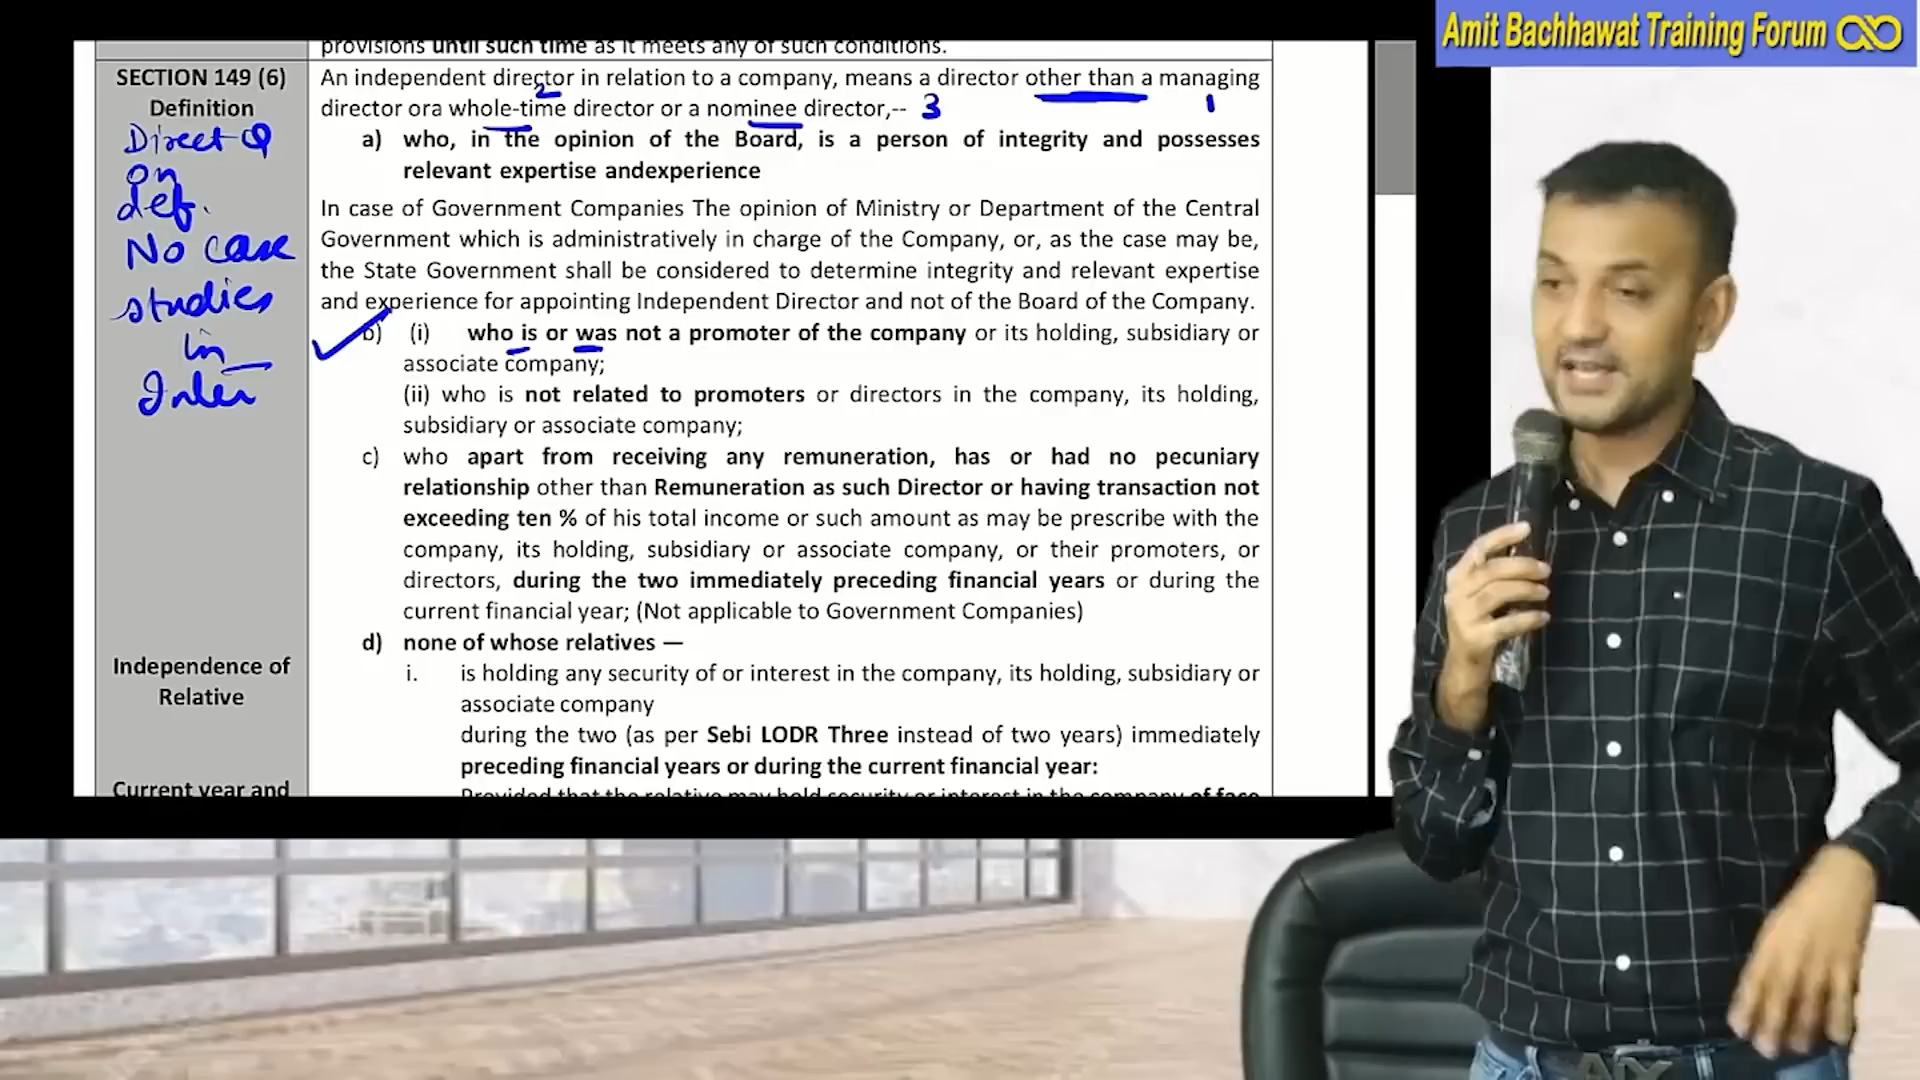 Amit Bachhawat Training Forum
provisions until such time as it meets any of such conditions.
SECTION 149 (6)
Definition
Direct Q
on
def.
No case
studies
in
Inter
Independence of
Relative
Current year and
An independent director in relation to a company, means a director other than a managing
director ora whole-time director or a nominee director,-- 3
2
1
a) who, in the opinion of the Board, is a person of integrity and possesses
relevant expertise andexperience
In case of Government Companies The opinion of Ministry or Department of the Central
Government which is administratively in charge of the Company, or, as the case may be,
the State Government shall be considered to determine integrity and relevant expertise
and experience for appointing Independent Director and not of the Board of the Company.
b) (i) who is or was not a promoter of the company or its holding, subsidiary or
associate company;
(ii) who is not related to promoters or directors in the company, its holding,
subsidiary or associate company;
c) who apart from receiving any remuneration, has or had no pecuniary
relationship other than Remuneration as such Director or having transaction not
exceeding ten % of his total income or such amount as may be prescribe with the
company, its holding, subsidiary or associate company, or their promoters, or
directors, during the two immediately preceding financial years or during the
current financial year; (Not applicable to Government Companies)
d) none of whose relatives —
i. is holding any security of or interest in the company, its holding, subsidiary or
associate company
during the two (as per Sebi LODR Three instead of two years) immediately
preceding financial years or during the current financial year:
Provided that the relative may hold security or interest in the company of face